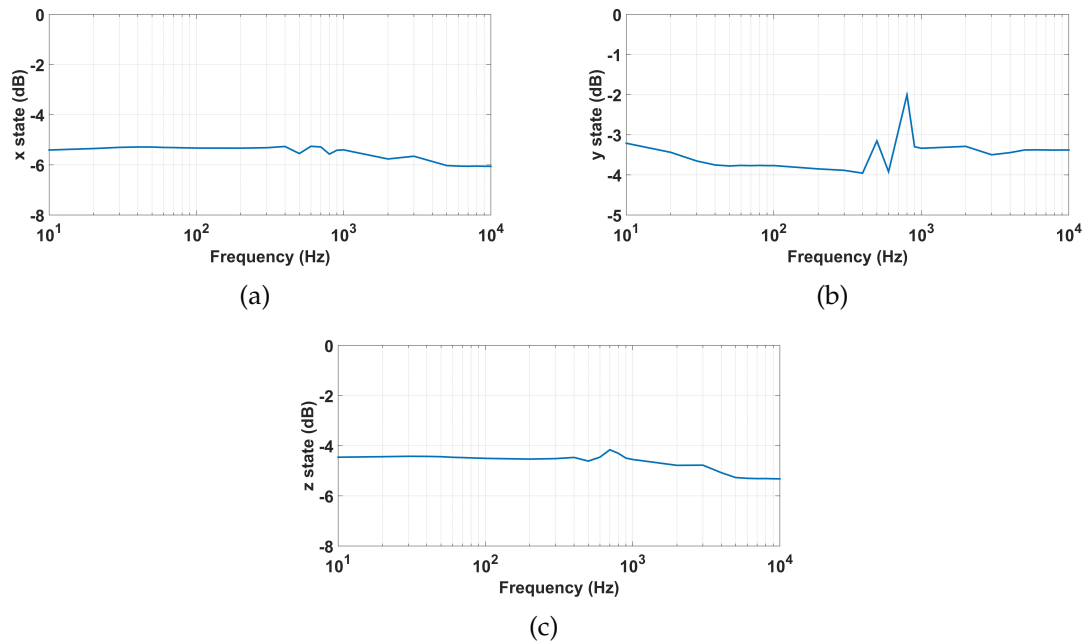 0
-2
-4
-6
-8
x state (dB)
10^1 10^2 10^3 10^4
Frequency (Hz)
(a)
0
-1
-2
-3
-4
-5
y state (dB)
10^1 10^2 10^3 10^4
Frequency (Hz)
(b)
0
-2
-4
-6
-8
z state (dB)
10^1 10^2 10^3 10^4
Frequency (Hz)
(c)